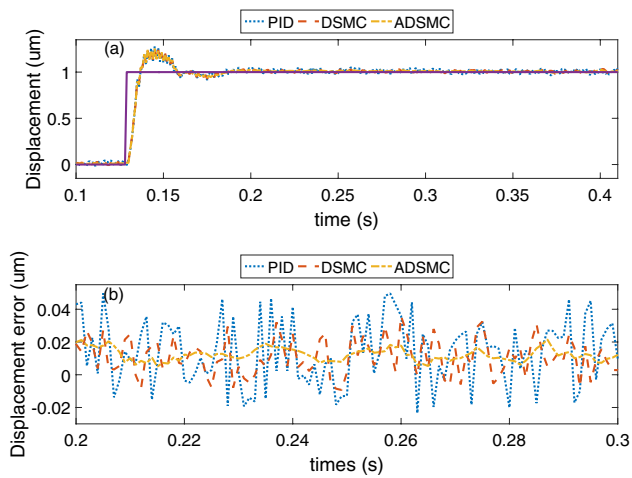 PID DSMC ADSMC
(a)
Displacement (um)
1
0.5
0
0.1 0.15 0.2 0.25 0.3 0.35 0.4
time (s)
PID DSMC ADSMC
(b)
Displacement error (um)
0.04
0.02
0
-0.02
0.2 0.22 0.24 0.26 0.28 0.3
times (s)